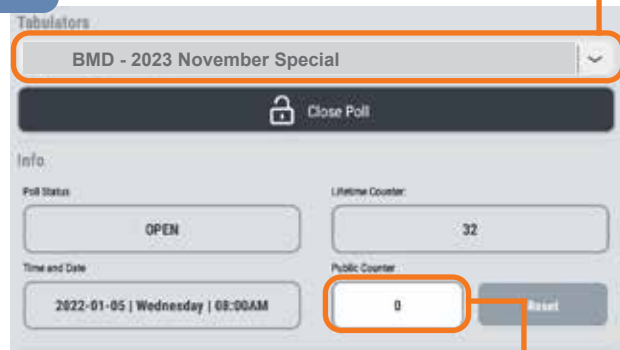 Tabulators
BMD - 2023 November Special
Close Poll
Info
Poll Status
Lifetime Counter:
OPEN
32
Time and Date
Public Counter
2022-01-05 | Wednesday | 08:00AM
0
Reset